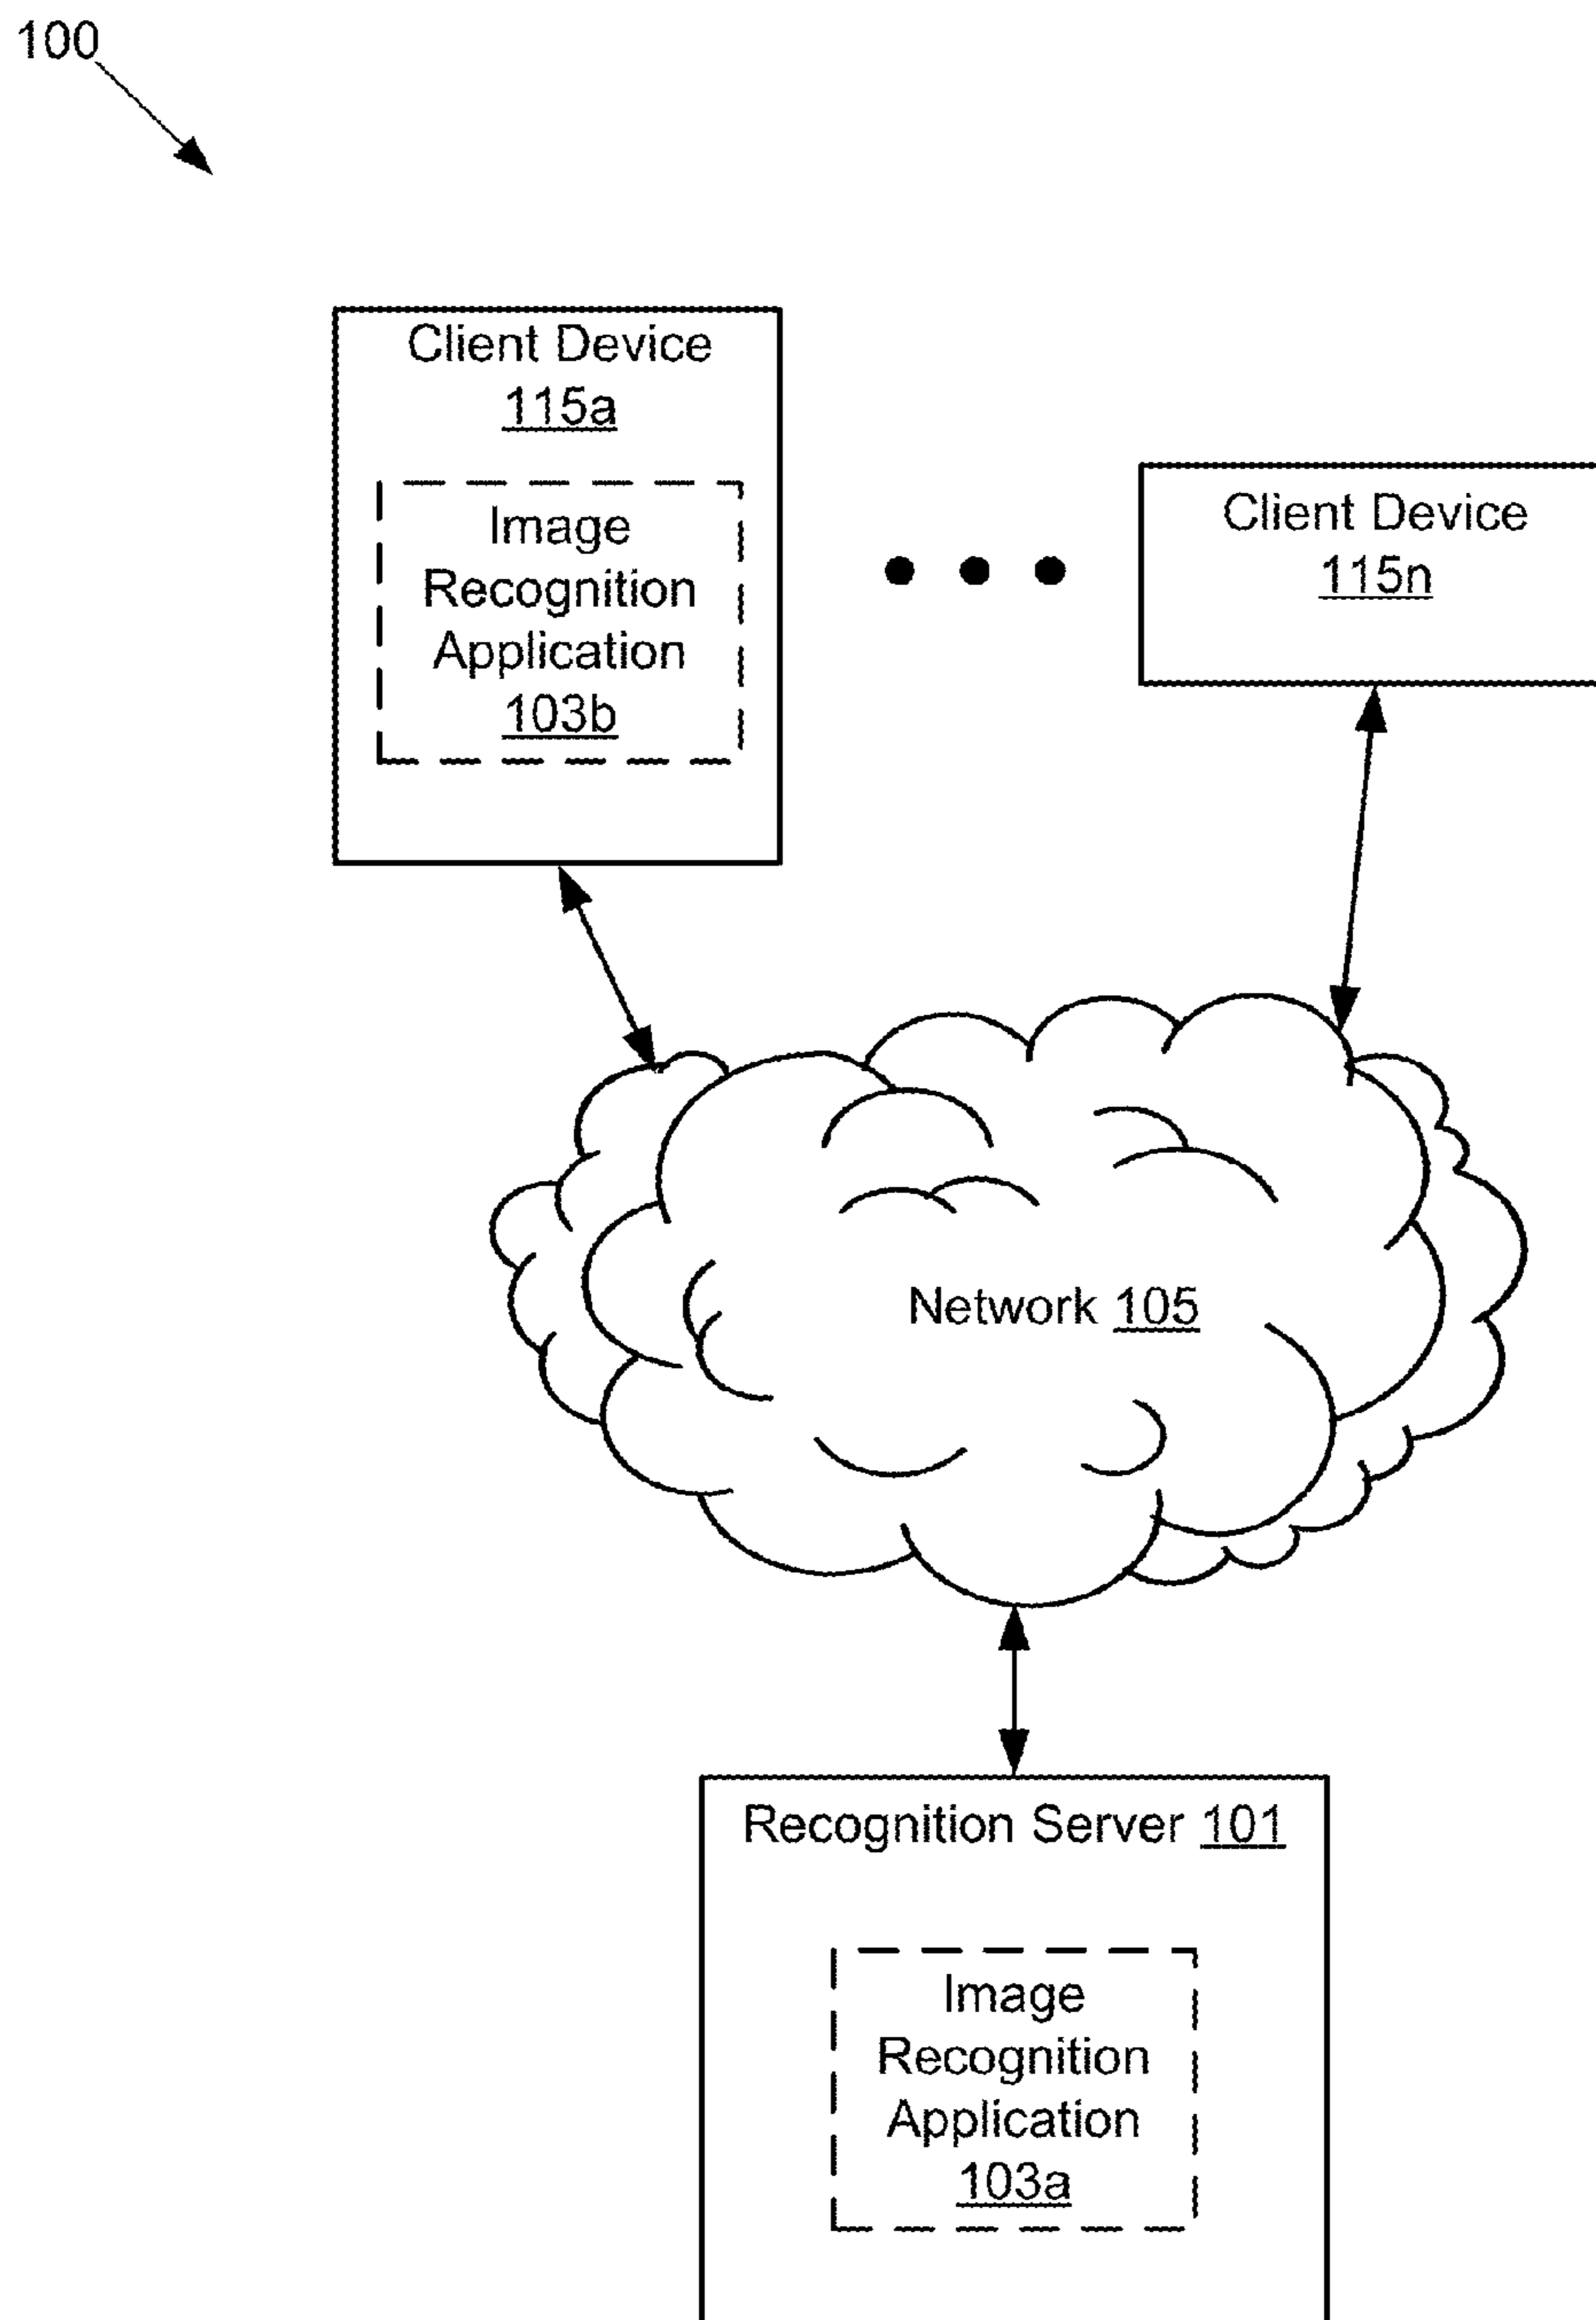 100
Client Device
115a
Image
Recognition
Application
103b
Client Device
115n
Network 105
Recognition Server 101
Image
Recognition
Application
103a